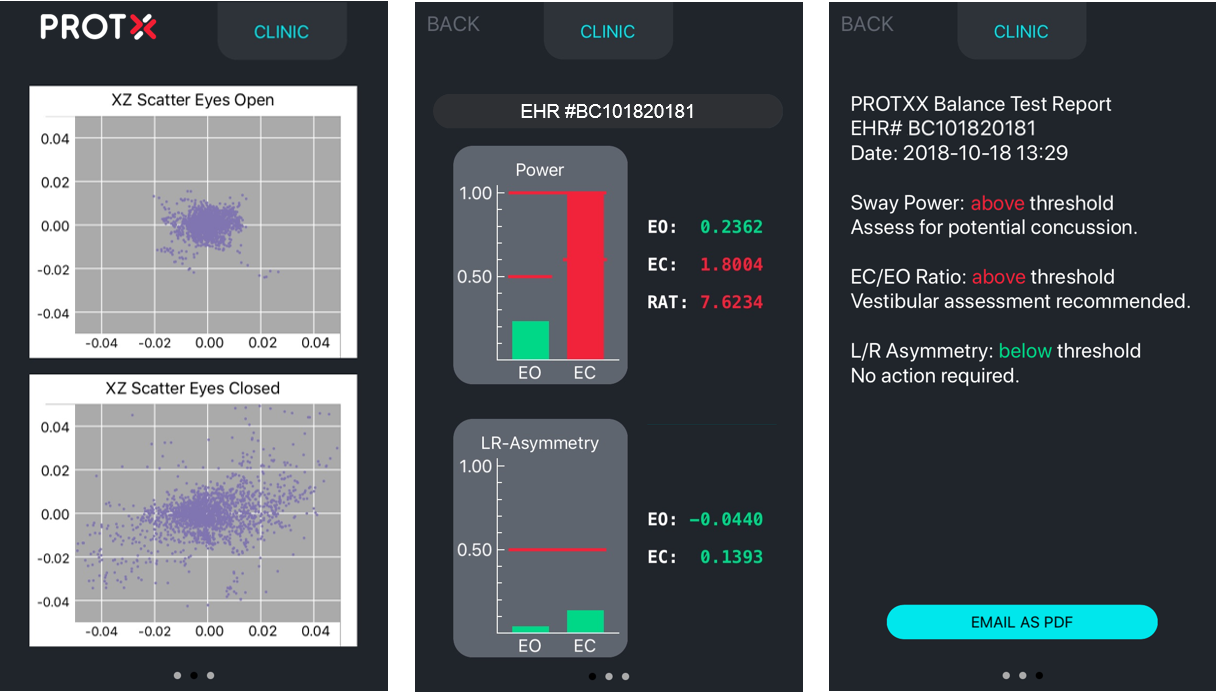 PROTXX
CLINIC
XZ Scatter Eyes Open
0.04
0.02
0.00
-0.02
-0.04
-0.04 -0.02 0.00 0.02 0.04
XZ Scatter Eyes Closed
0.04
0.02
0.00
-0.02
-0.04
-0.04 -0.02 0.00 0.02 0.04
BACK
CLINIC
EHR #BC101820181
Power
1.00
0.50
EO EC
EO: 0.2362
EC: 1.8004
RAT: 7.6234
LR-Asymmetry
1.00
0.50
EO EC
EO: -0.0440
EC: 0.1393
BACK
CLINIC
PROTXX Balance Test Report
EHR# BC101820181
Date: 2018-10-18 13:29
Sway Power: above threshold
Assess for potential concussion.
EC/EO Ratio: above threshold
Vestibular assessment recommended.
L/R Asymmetry: below threshold
No action required.
EMAIL AS PDF